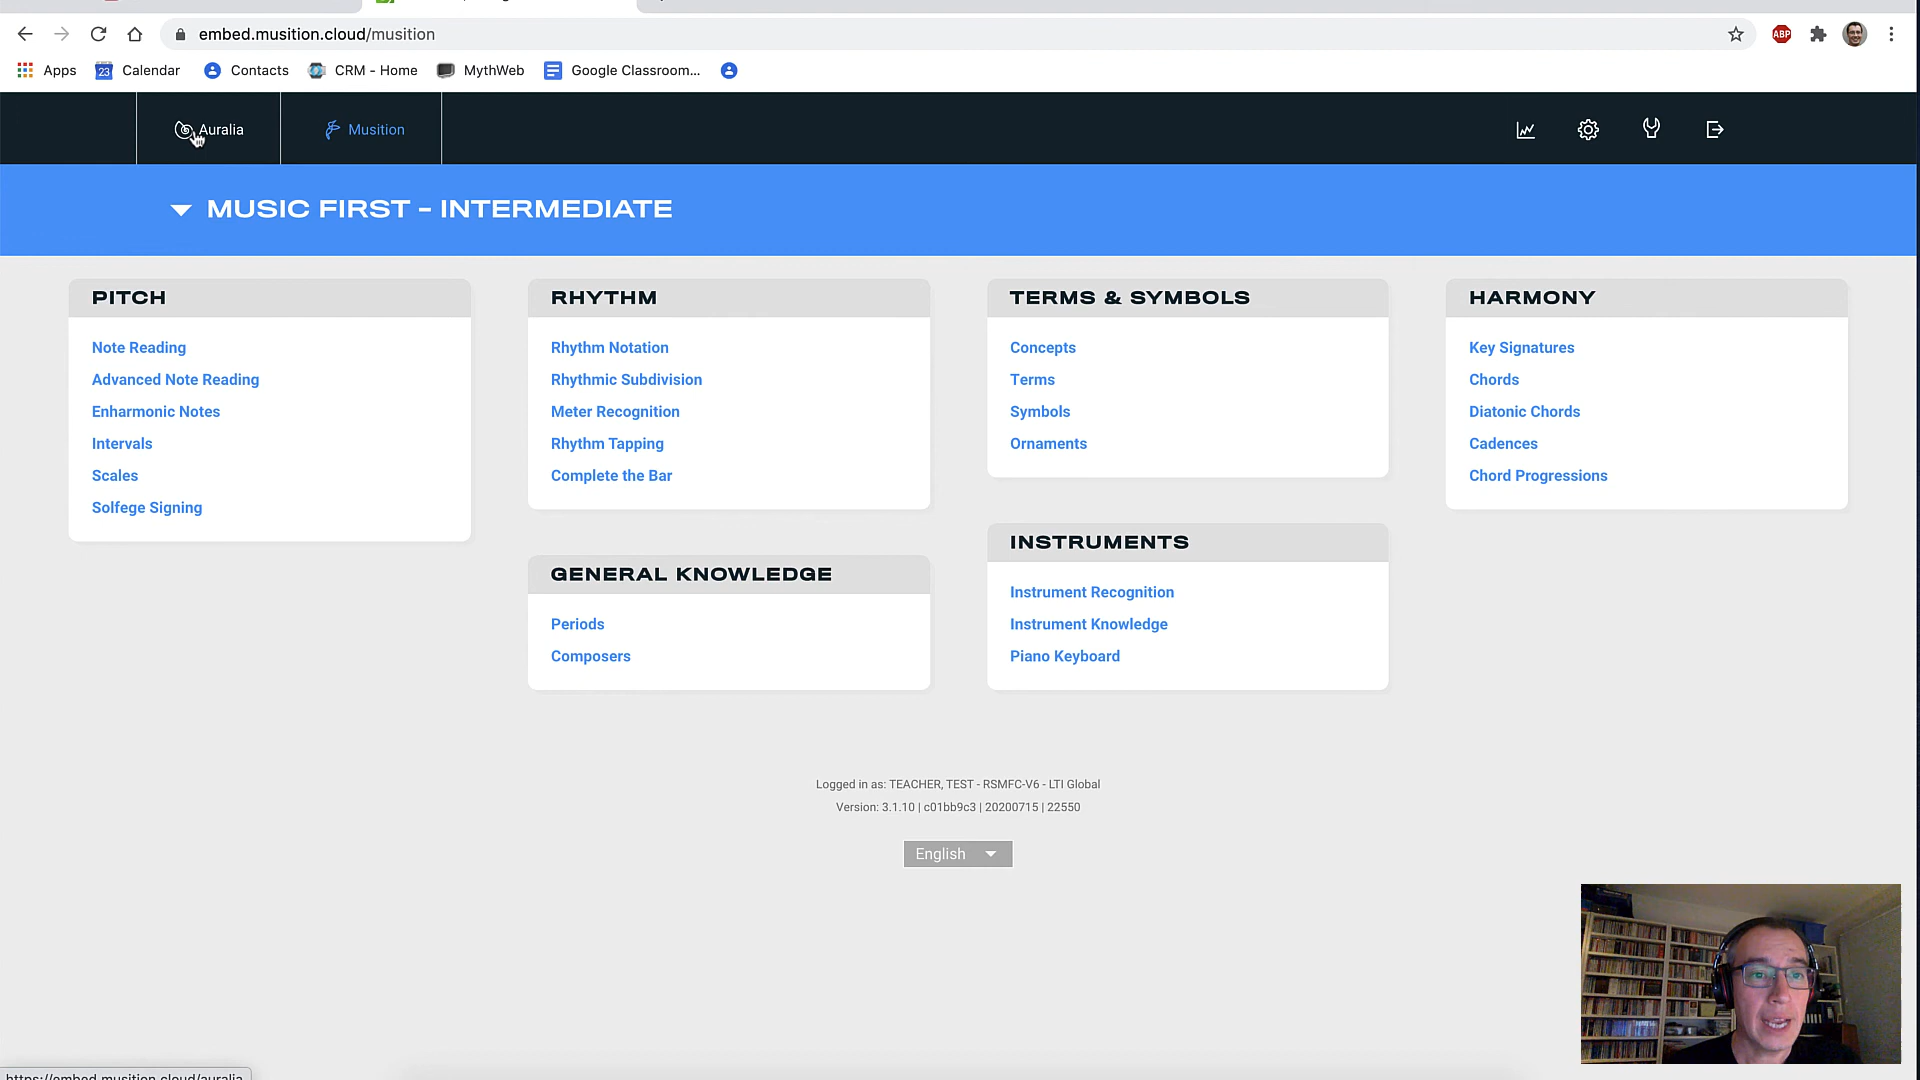 embed.musition.cloud/musition
ABP
Apps
23
Calendar
Contacts
CRM - Home
MythWeb
Google Classroom...
Auralia
Musition
MUSIC FIRST - INTERMEDIATE
PITCH
Note Reading
Advanced Note Reading
Enharmonic Notes
Intervals
Scales
Solfege Signing
RHYTHM
Rhythm Notation
Rhythmic Subdivision
Meter Recognition
Rhythm Tapping
Complete the Bar
GENERAL KNOWLEDGE
Periods
Composers
TERMS & SYMBOLS
Concepts
Terms
Symbols
Ornaments
INSTRUMENTS
Instrument Recognition
Instrument Knowledge
Piano Keyboard
HARMONY
Key Signatures
Chords
Diatonic Chords
Cadences
Chord Progressions
Logged in as: TEACHER, TEST - RSMFC-V6 - LTI Global
Version: 3.1.10 | c01bb9c3 | 20200715 | 22550
English
https://embed.musition.cloud/auralia